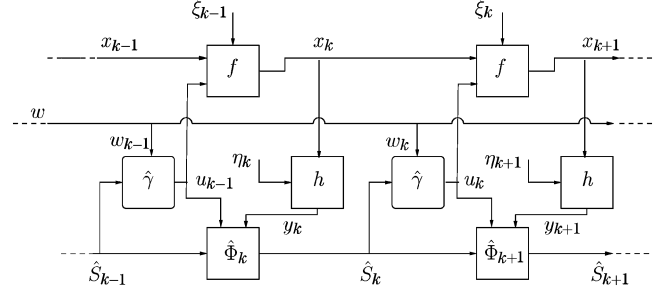 ξ_{k−1} ξ_k
x_{k−1} f x_k f x_{k+1}
w
w_{k−1} w_k
γ̂ u_{k−1} η_k h γ̂ u_k η_{k+1} h
y_k y_{k+1}
Φ̂_k Φ̂_{k+1}
Ŝ_{k−1} Ŝ_k Ŝ_{k+1}